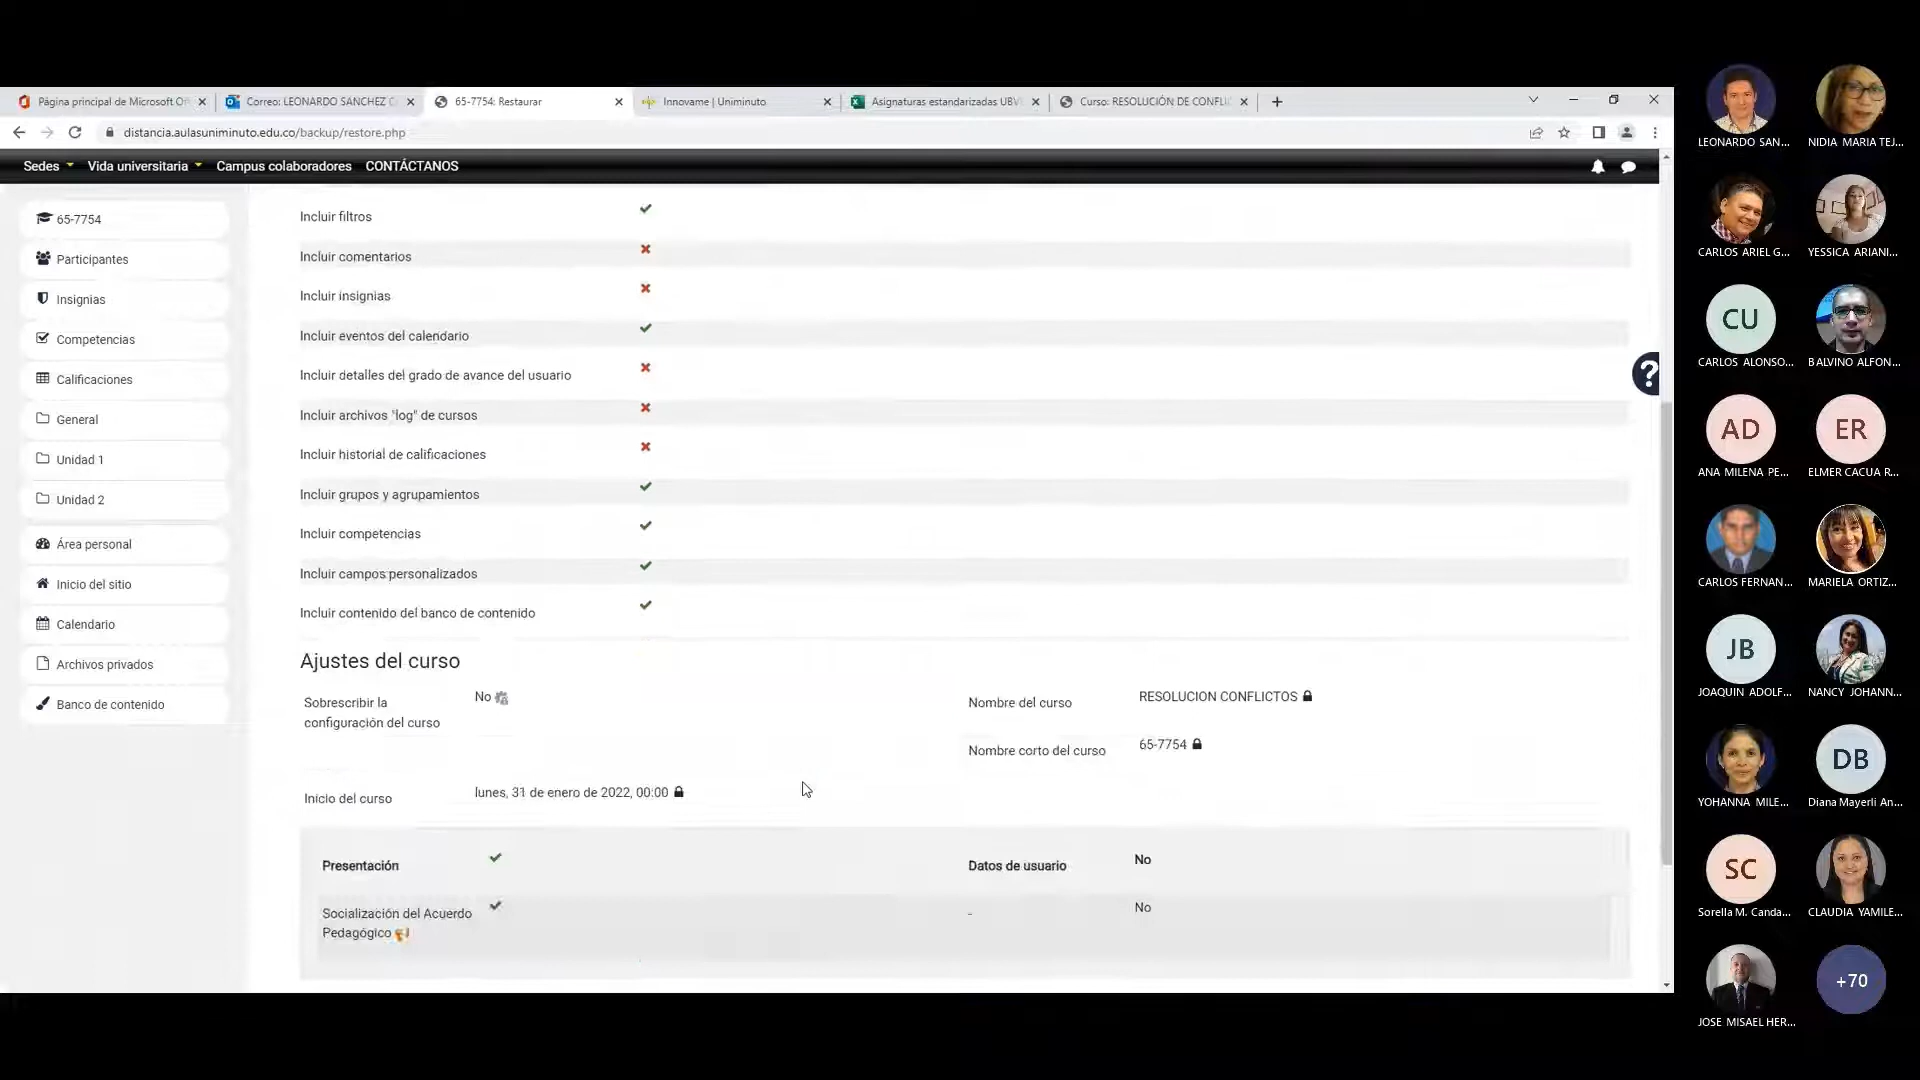 Página principal de Microsoft Of
Correo: LEONARDO SANCHEZ C
65-7754: Restaurar
Innovame | Uniminuto
Asignaturas estandarizadas UBV
Curso: RESOLUCIÓN DE CONFLIC
distancia.aulasuniminuto.edu.co/backup/restore.php
Sedes
Vida universitaria
Campus colaboradores
CONTÁCTANOS
65-7754
Participantes
Insignias
Competencias
Calificaciones
General
Unidad 1
Unidad 2
Área personal
Inicio del sitio
Calendario
Archivos privados
Banco de contenido
Incluir filtros
Incluir comentarios
Incluir insignias
Incluir eventos del calendario
Incluir detalles del grado de avance del usuario
Incluir archivos "log" de cursos
Incluir historial de calificaciones
Incluir grupos y agrupamientos
Incluir competencias
Incluir campos personalizados
Incluir contenido del banco de contenido
Ajustes del curso
Sobrescribir la
configuración del curso
No
Nombre del curso
RESOLUCION CONFLICTOS
Nombre corto del curso
65-7754
Inicio del curso
lunes, 31 de enero de 2022, 00:00
Presentación
Datos de usuario
No
Socialización del Acuerdo
Pedagógico
-
No
?
LEONARDO SAN...
NIDIA MARIA TEJ...
CARLOS ARIEL G...
YESSICA ARIANI...
CU
CARLOS ALONSO...
BALVINO ALFON...
AD
ANA MILENA PE...
ER
ELMER CACUA R...
CARLOS FERNAN...
MARIELA ORTIZ...
JB
JOAQUIN ADOLF...
NANCY JOHANN...
YOHANNA MILE...
DB
Diana Mayerli An...
SC
Sorella M. Canda...
CLAUDIA YAMILE...
JOSE MISAEL HER...
+70